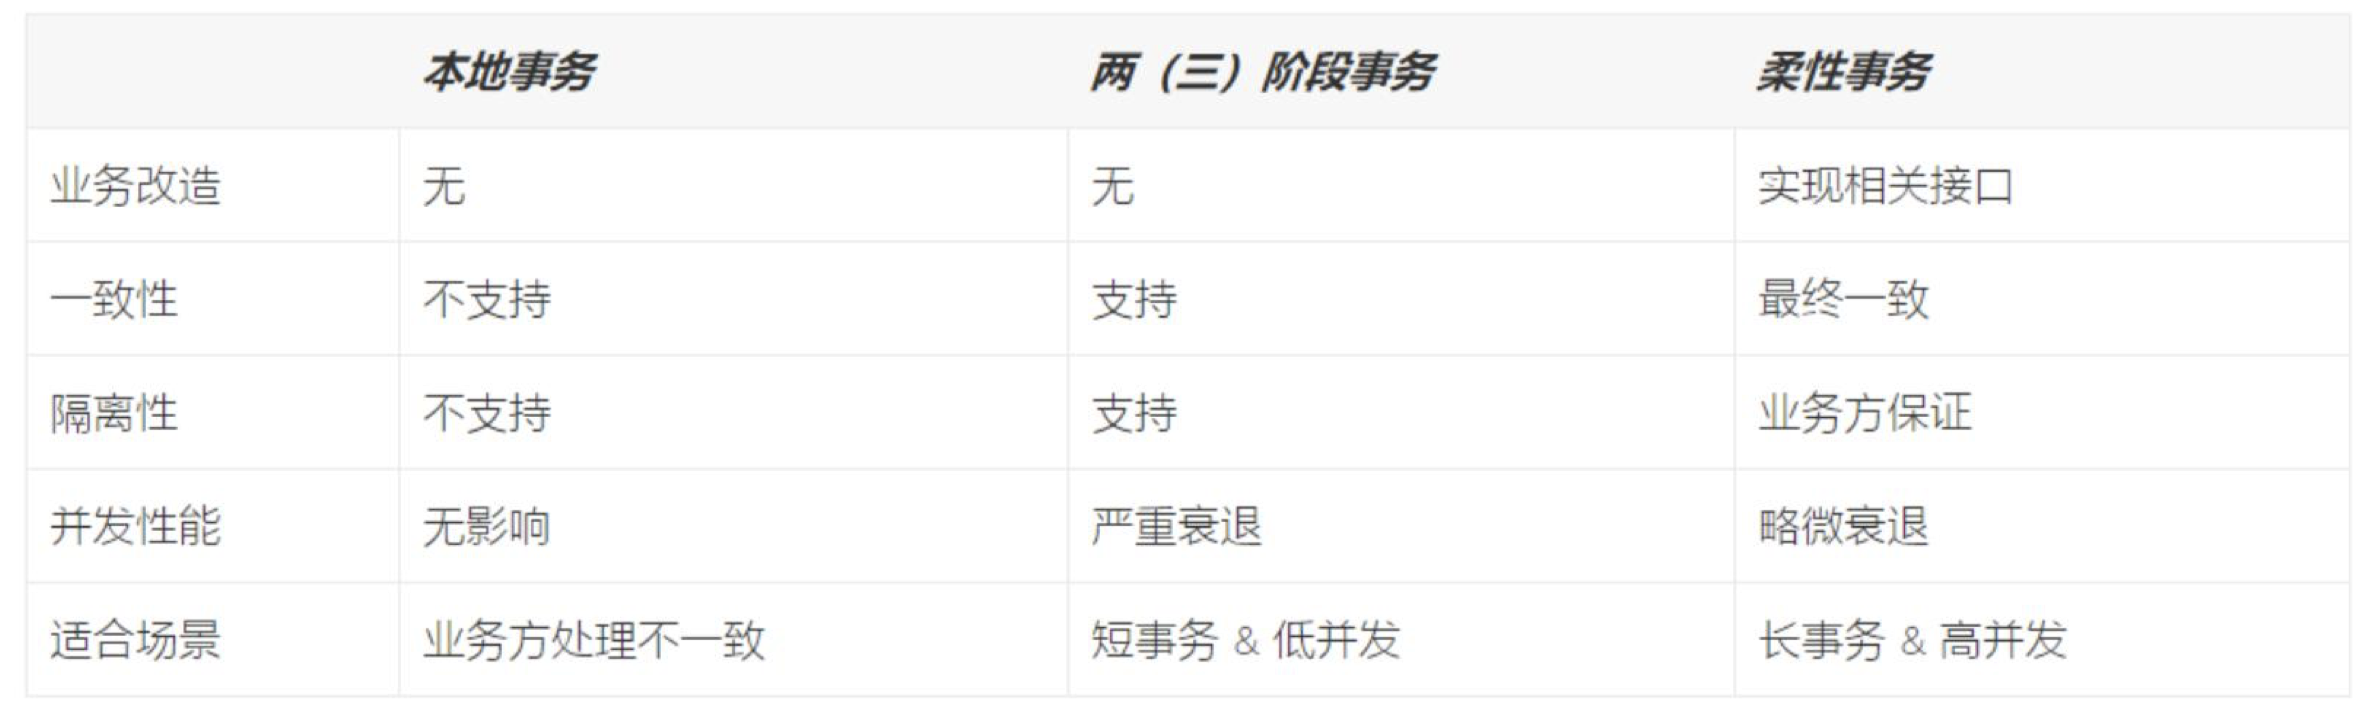 本地事务 两（三）阶段事务 柔性事务
业务改造 无 无 实现相关接口
一致性 不支持 支持 最终一致
隔离性 不支持 支持 业务方保证
并发性能 无影响 严重衰退 略微衰退
适合场景 业务方处理不一致 短事务 & 低并发 长事务 & 高并发